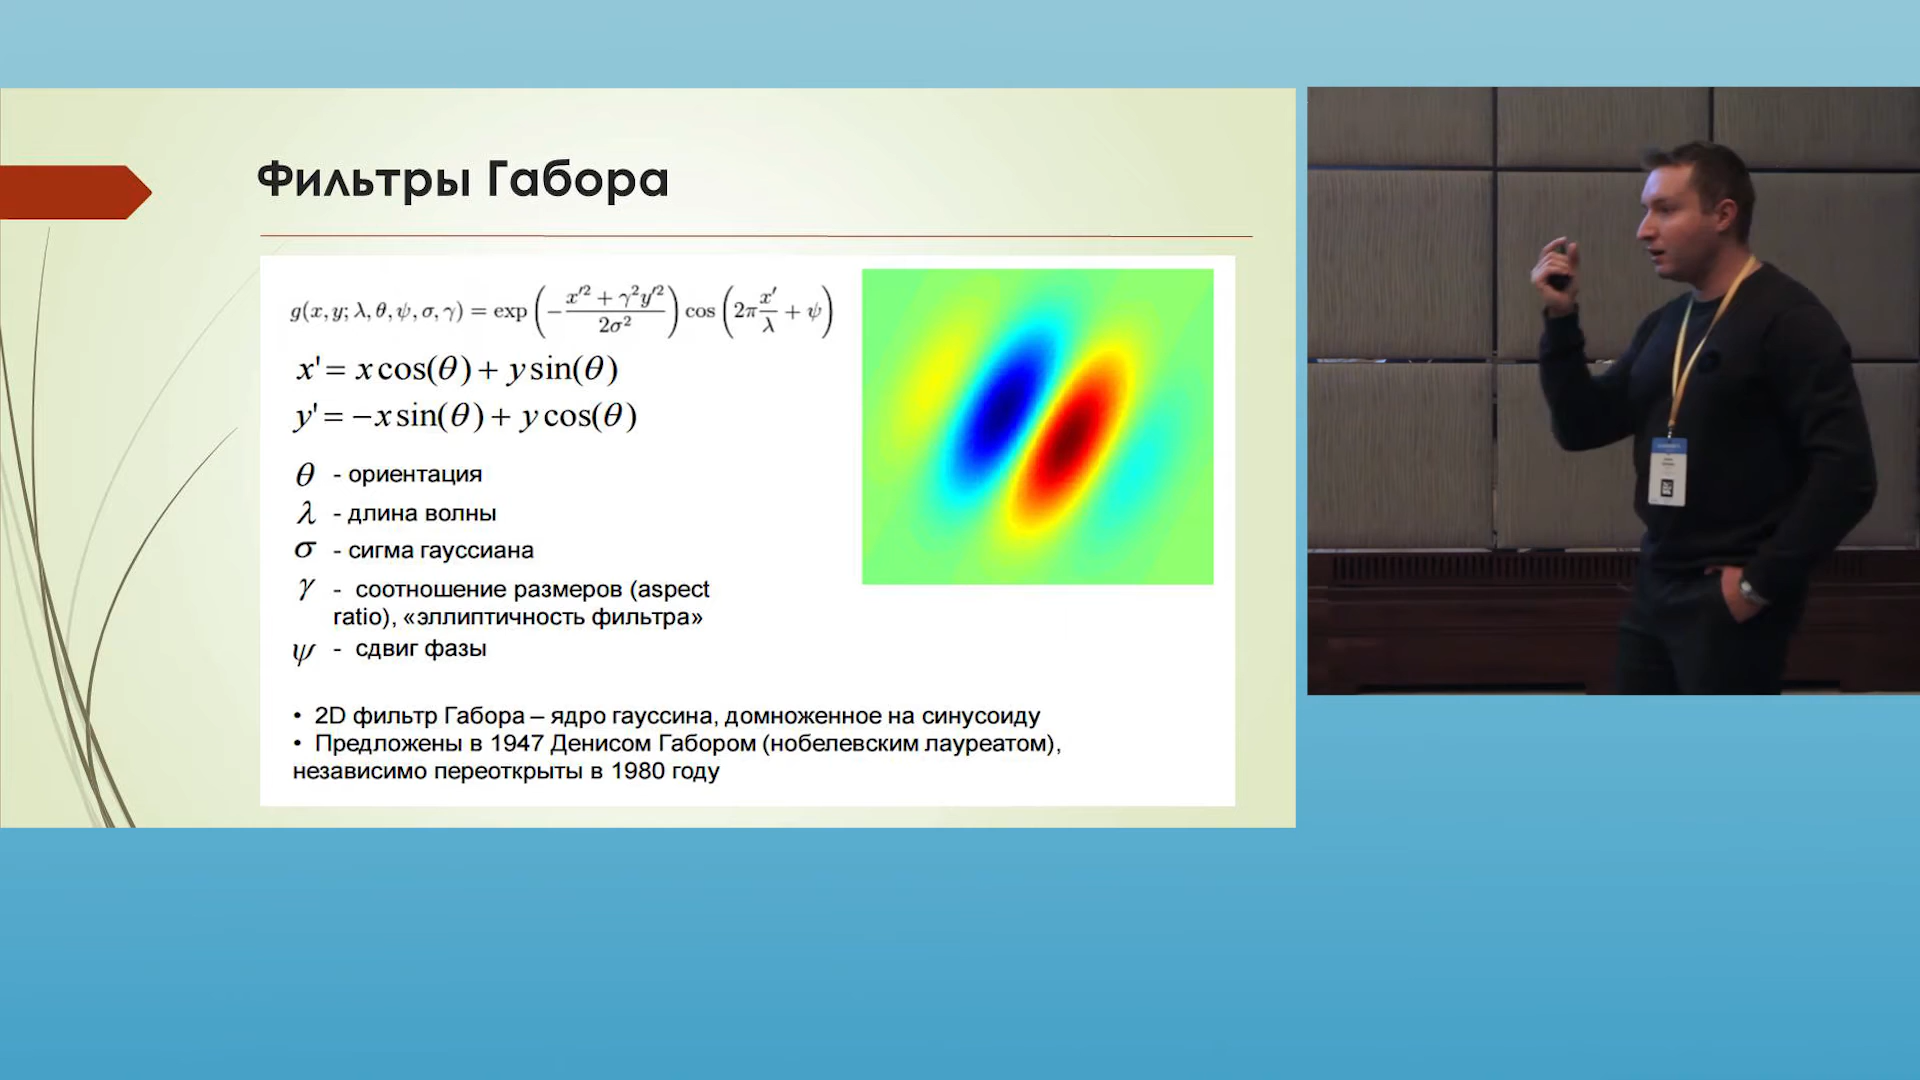 Фильтры Габора
g(x, y; λ, θ, ψ, σ, γ) = exp(−(x′² + γ²y′²)/(2σ²)) cos(2π x′/λ + ψ)
x' = x cos(θ) + y sin(θ)
y' = −x sin(θ) + y cos(θ)
θ - ориентация
λ - длина волны
σ - сигма гауссиана
γ - соотношение размеров (aspect
ratio), «эллиптичность фильтра»
ψ - сдвиг фазы
• 2D фильтр Габора – ядро гауссина, домноженное на синусоиду
• Предложены в 1947 Денисом Габором (нобелевским лауреатом),
независимо переоткрыты в 1980 году